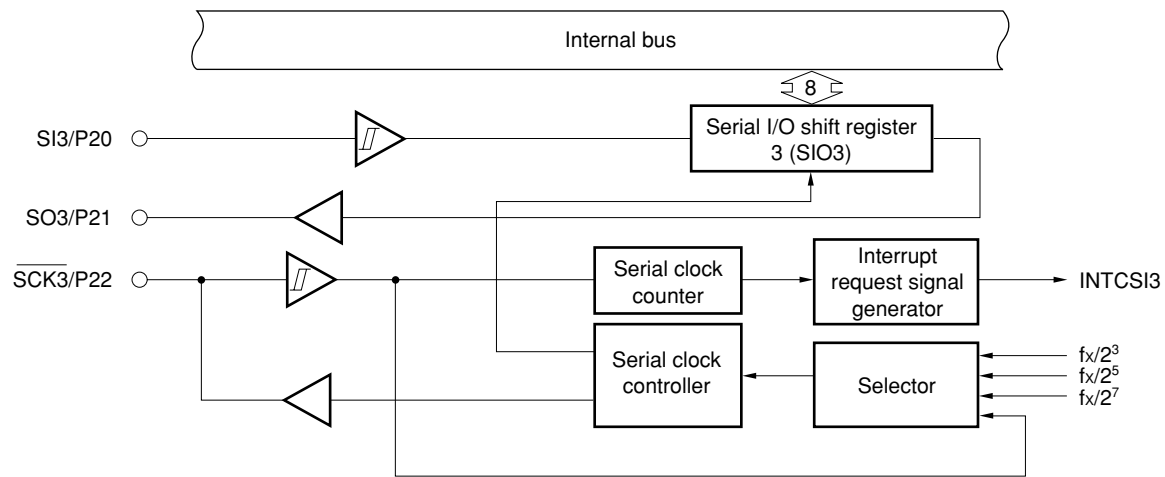 Internal bus
8
SI3/P20
Serial I/O shift register
3 (SIO3)
SO3/P21
SCK3/P22
Serial clock
counter
Interrupt
request signal
generator
INTCSI3
Serial clock
controller
Selector
fx/2³
fx/2⁵
fx/2⁷